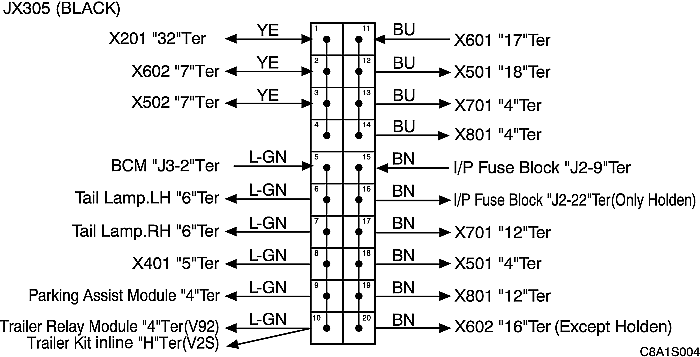 JX305 (BLACK)
X201 "32"Ter YE 1 11 BU X601 "17"Ter
X602 "7"Ter YE 2 12 BU X501 "18"Ter
X502 "7"Ter YE 3 13 BU X701 "4"Ter
4 14 BU X801 "4"Ter
BCM "J3-2"Ter L-GN 5 15 BN I/P Fuse Block "J2-9"Ter
Tail Lamp.LH "6"Ter L-GN 6 16 BN I/P Fuse Block "J2-22"Ter(Only Holden)
Tail Lamp.RH "6"Ter L-GN 7 17 BN X701 "12"Ter
X401 "5"Ter L-GN 8 18 BN X501 "4"Ter
Parking Assist Module "4"Ter L-GN 9 19 BN X801 "12"Ter
Trailer Relay Module "4"Ter(V92) L-GN 10 20 BN X602 "16"Ter (Except Holden)
Trailer Kit inline "H"Ter(V2S)
C8A1S004